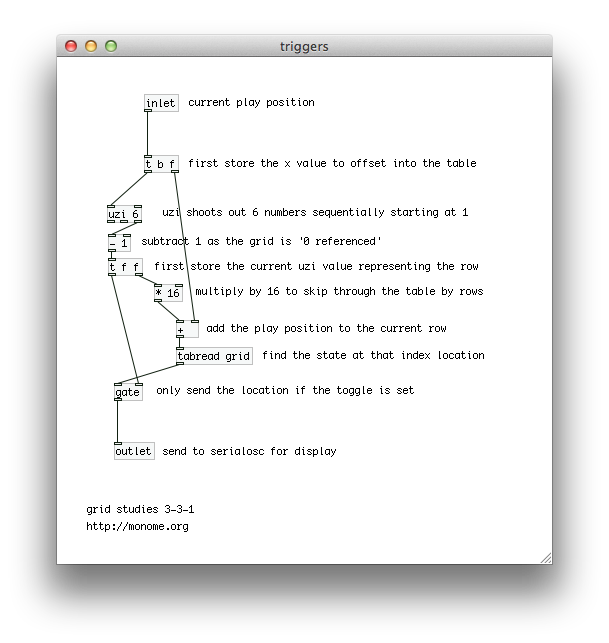 triggers
inlet current play position
t b f first store the x value to offset into the table
uzi 6 uzi shoots out 6 numbers sequentially starting at 1
- 1 subtract 1 as the grid is '0 referenced'
t f f first store the current uzi value representing the row
* 16 multiply by 16 to skip through the table by rows
+ add the play position to the current row
tabread grid find the state at that index location
gate only send the location if the toggle is set
outlet send to serialosc for display
grid studies 3-3-1
http://monome.org